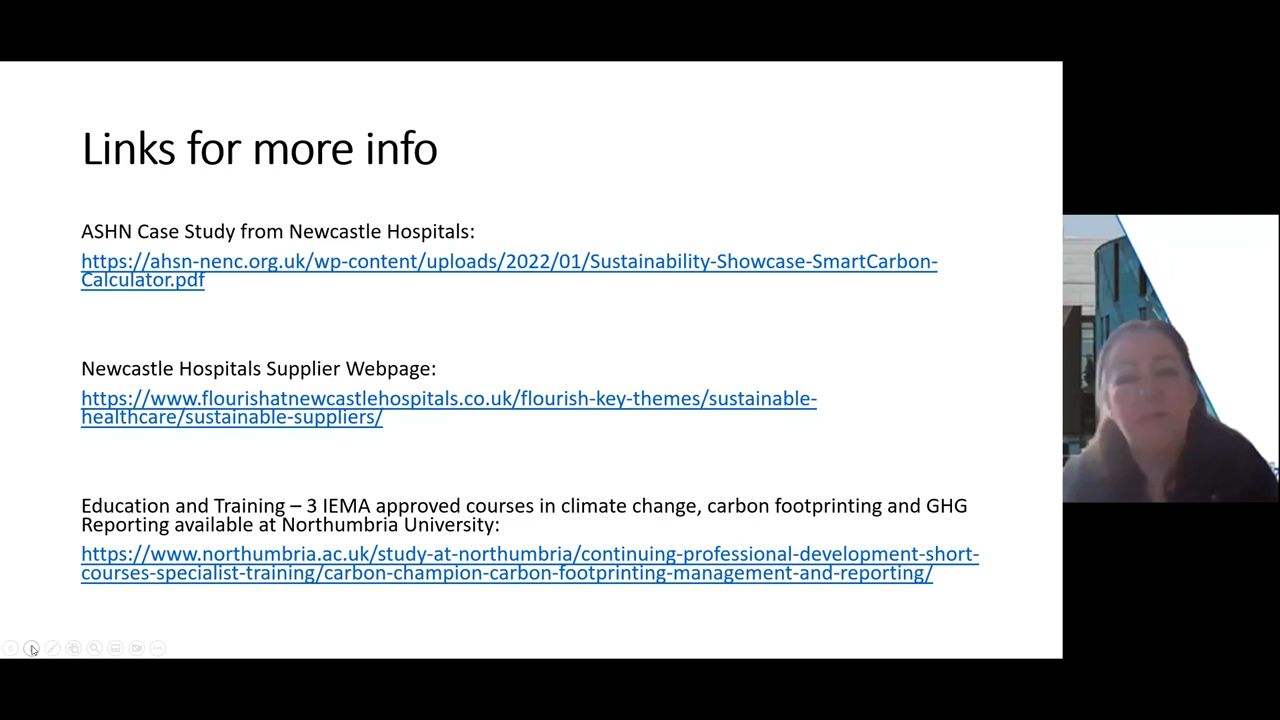 Links for more info
ASHN Case Study from Newcastle Hospitals:
https://ahsn-nenc.org.uk/wp-content/uploads/2022/01/Sustainability-Showcase-SmartCarbon-
Calculator.pdf
Newcastle Hospitals Supplier Webpage:
https://www.flourishatnewcastlehospitals.co.uk/flourish-key-themes/sustainable-
healthcare/sustainable-suppliers/
Education and Training – 3 IEMA approved courses in climate change, carbon footprinting and GHG
Reporting available at Northumbria University:
https://www.northumbria.ac.uk/study-at-northumbria/continuing-professional-development-short-
courses-specialist-training/carbon-champion-carbon-footprinting-management-and-reporting/